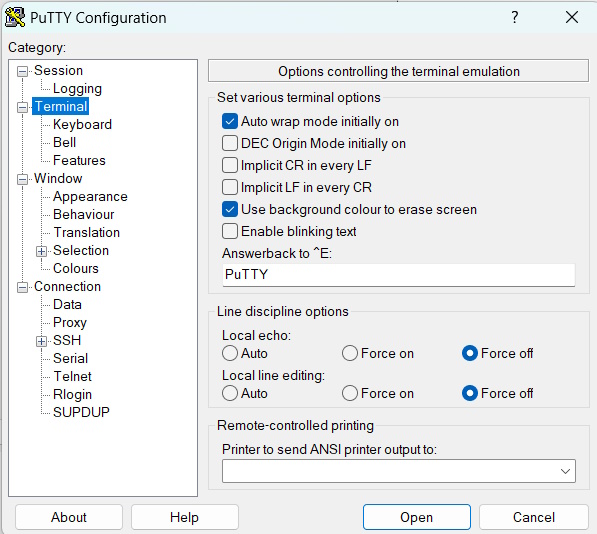 PuTTY Configuration
?
Category:
Session
Logging
Terminal
Keyboard
Bell
Features
Window
Appearance
Behaviour
Translation
Selection
Colours
Connection
Data
Proxy
SSH
Serial
Telnet
Rlogin
SUPDUP
Options controlling the terminal emulation
Set various terminal options
Auto wrap mode initially on
DEC Origin Mode initially on
Implicit CR in every LF
Implicit LF in every CR
Use background colour to erase screen
Enable blinking text
Answerback to ^E:
PuTTY
Line discipline options
Local echo:
Auto Force on Force off
Local line editing:
Auto Force on Force off
Remote-controlled printing
Printer to send ANSI printer output to:
About Help Open Cancel